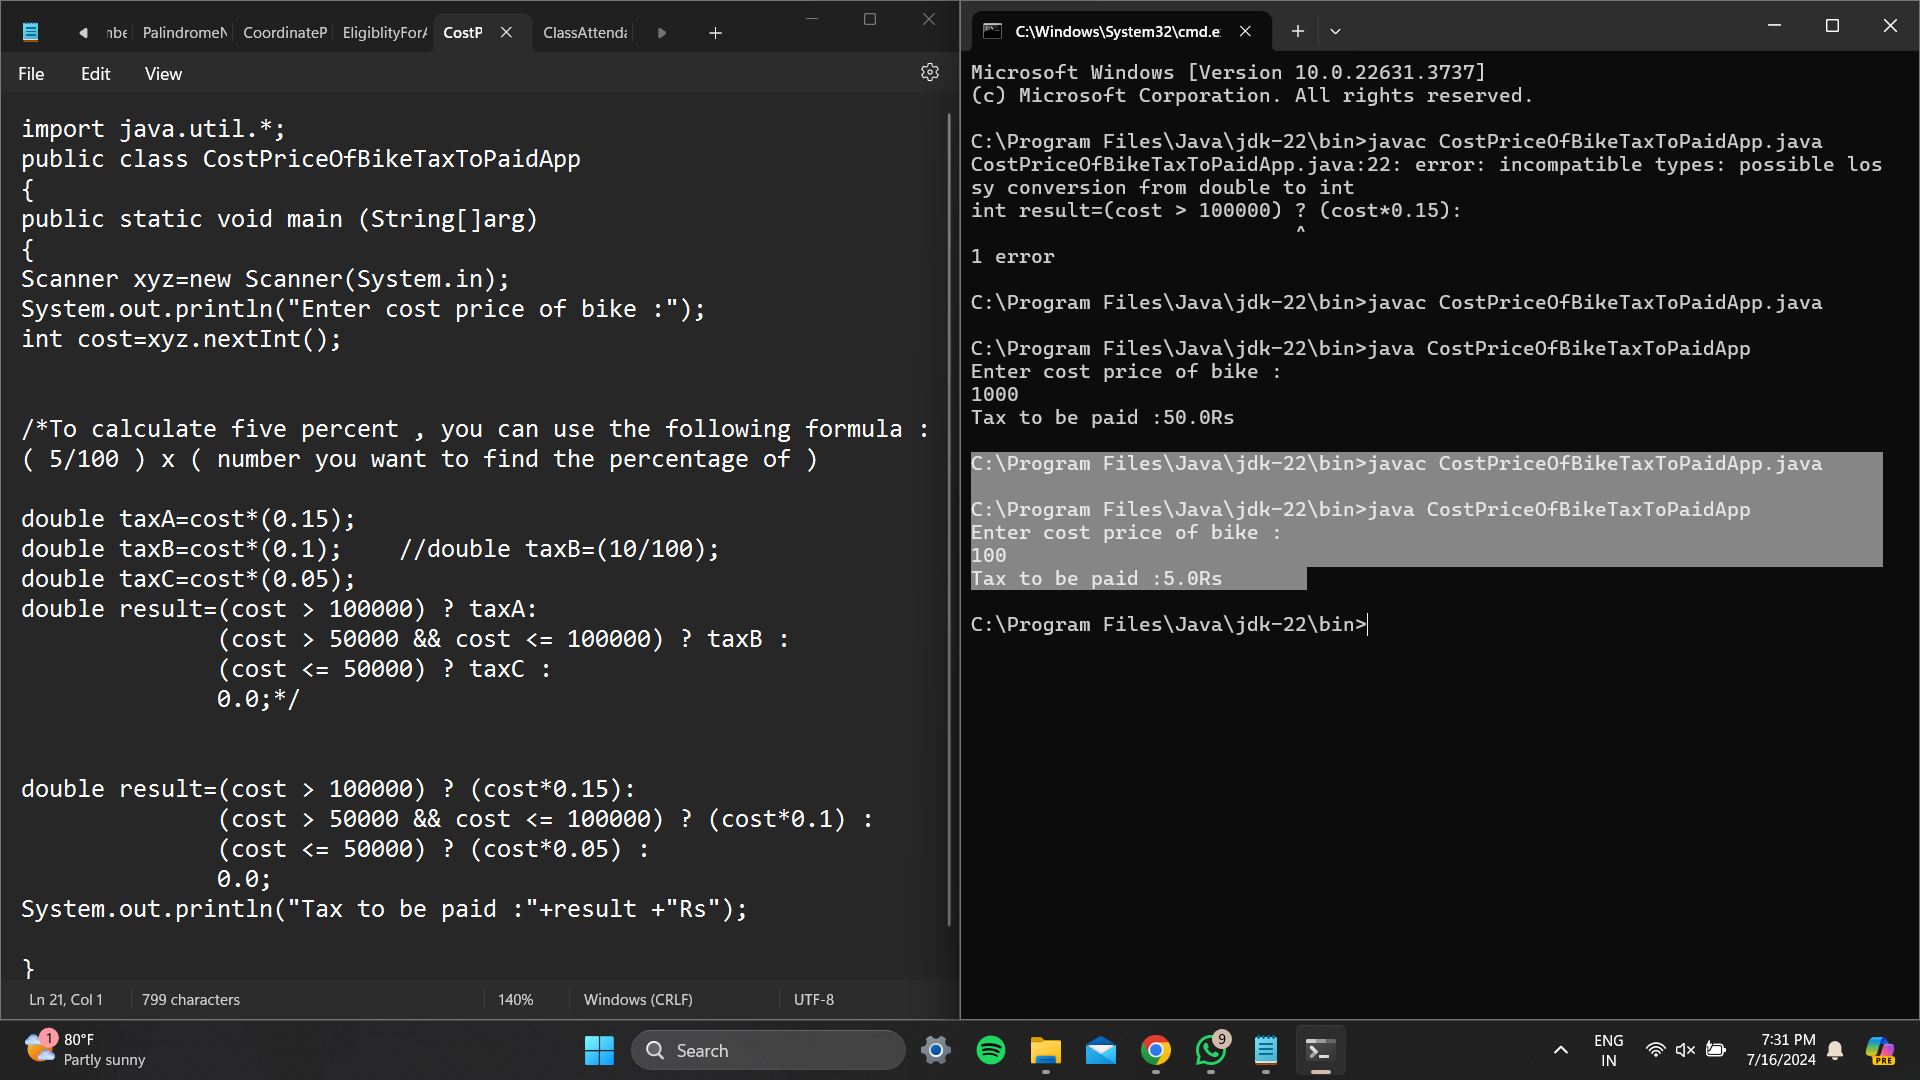 nbe PalindromeN CoordinateP EligiblityForA CostP ClassAttenda
File Edit View
import java.util.*;
public class CostPriceOfBikeTaxToPaidApp
{
public static void main (String[]arg)
{
Scanner xyz=new Scanner(System.in);
System.out.println("Enter cost price of bike :");
int cost=xyz.nextInt();
/*To calculate five percent , you can use the following formula :
( 5/100 ) x ( number you want to find the percentage of )
double taxA=cost*(0.15);
double taxB=cost*(0.1);    //double taxB=(10/100);
double taxC=cost*(0.05);
double result=(cost > 100000) ? taxA:
(cost > 50000 && cost <= 100000) ? taxB :
(cost <= 50000) ? taxC :
0.0;*/
double result=(cost > 100000) ? (cost*0.15):
(cost > 50000 && cost <= 100000) ? (cost*0.1) :
(cost <= 50000) ? (cost*0.05) :
0.0;
System.out.println("Tax to be paid :"+result +"Rs");
}
Ln 21, Col 1 799 characters 140% Windows (CRLF) UTF-8
C:\Windows\System32\cmd.e
Microsoft Windows [Version 10.0.22631.3737]
(c) Microsoft Corporation. All rights reserved.
C:\Program Files\Java\jdk-22\bin>javac CostPriceOfBikeTaxToPaidApp.java
CostPriceOfBikeTaxToPaidApp.java:22: error: incompatible types: possible los
sy conversion from double to int
int result=(cost > 100000) ? (cost*0.15):
^
1 error
C:\Program Files\Java\jdk-22\bin>javac CostPriceOfBikeTaxToPaidApp.java
C:\Program Files\Java\jdk-22\bin>java CostPriceOfBikeTaxToPaidApp
Enter cost price of bike :
1000
Tax to be paid :50.0Rs
C:\Program Files\Java\jdk-22\bin>javac CostPriceOfBikeTaxToPaidApp.java
C:\Program Files\Java\jdk-22\bin>java CostPriceOfBikeTaxToPaidApp
Enter cost price of bike :
100
Tax to be paid :5.0Rs
C:\Program Files\Java\jdk-22\bin>
1 80°F
Partly sunny
Search
9
ENG
IN
7:31 PM
7/16/2024
PRE